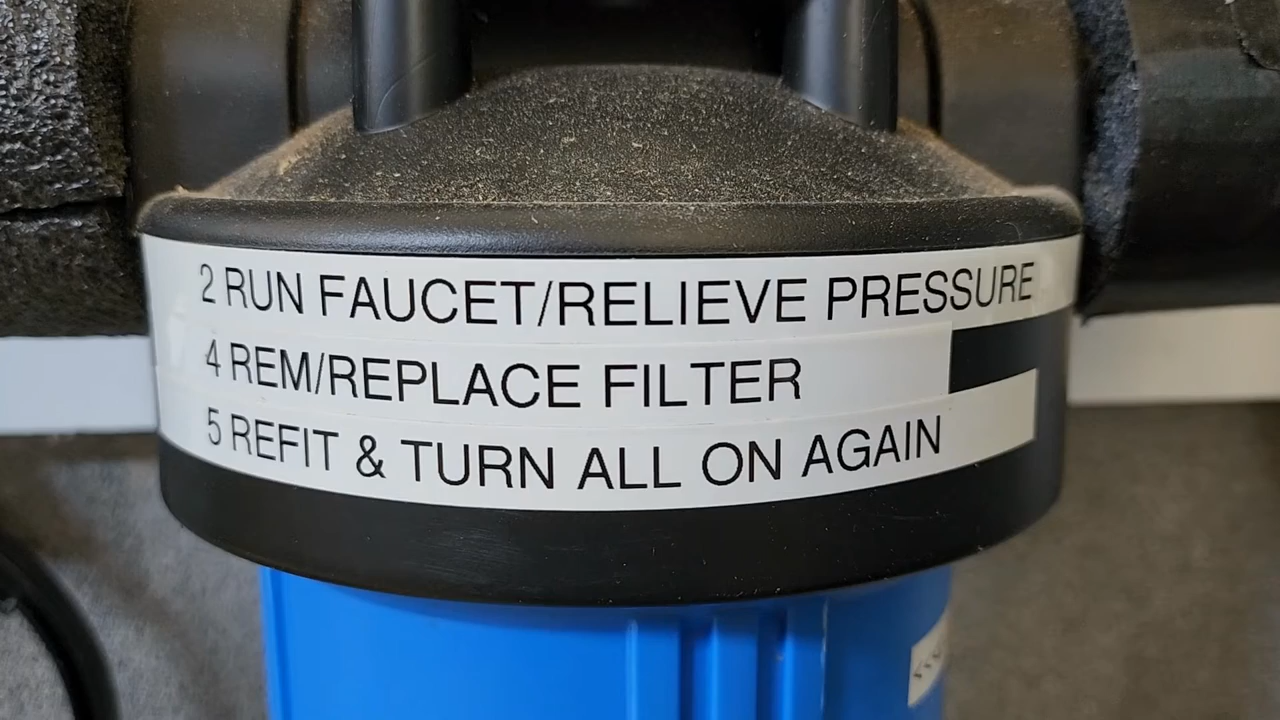 2 RUN FAUCET/RELIEVE PRESSURE
4 REM/REPLACE FILTER
5 REFIT & TURN ALL ON AGAIN